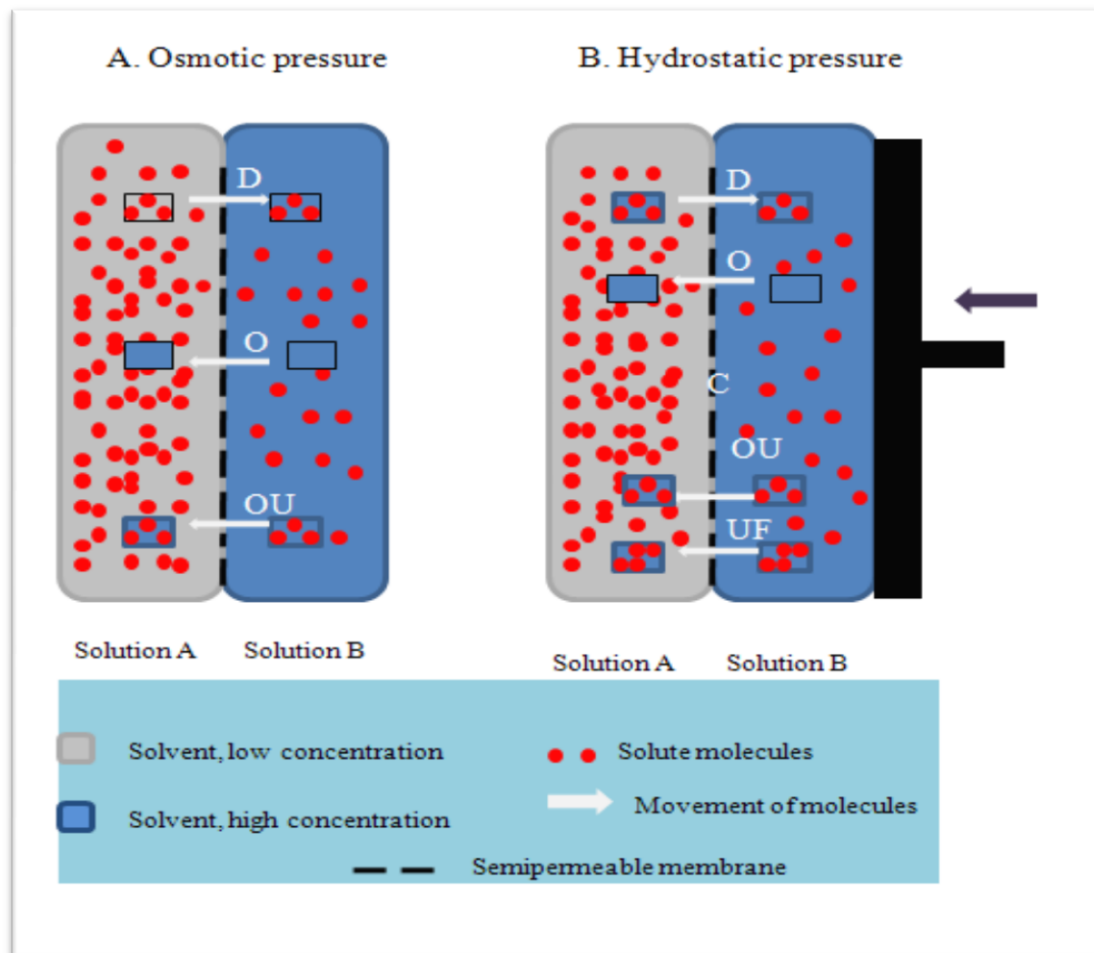 A. Osmotic pressure
B. Hydrostatic pressure
D
O
OU
D
O
C
OU
UF
Solution A
Solution B
Solution A
Solution B
Solvent, low concentration
Solute molecules
Movement of molecules
Solvent, high concentration
Semipermeable membrane